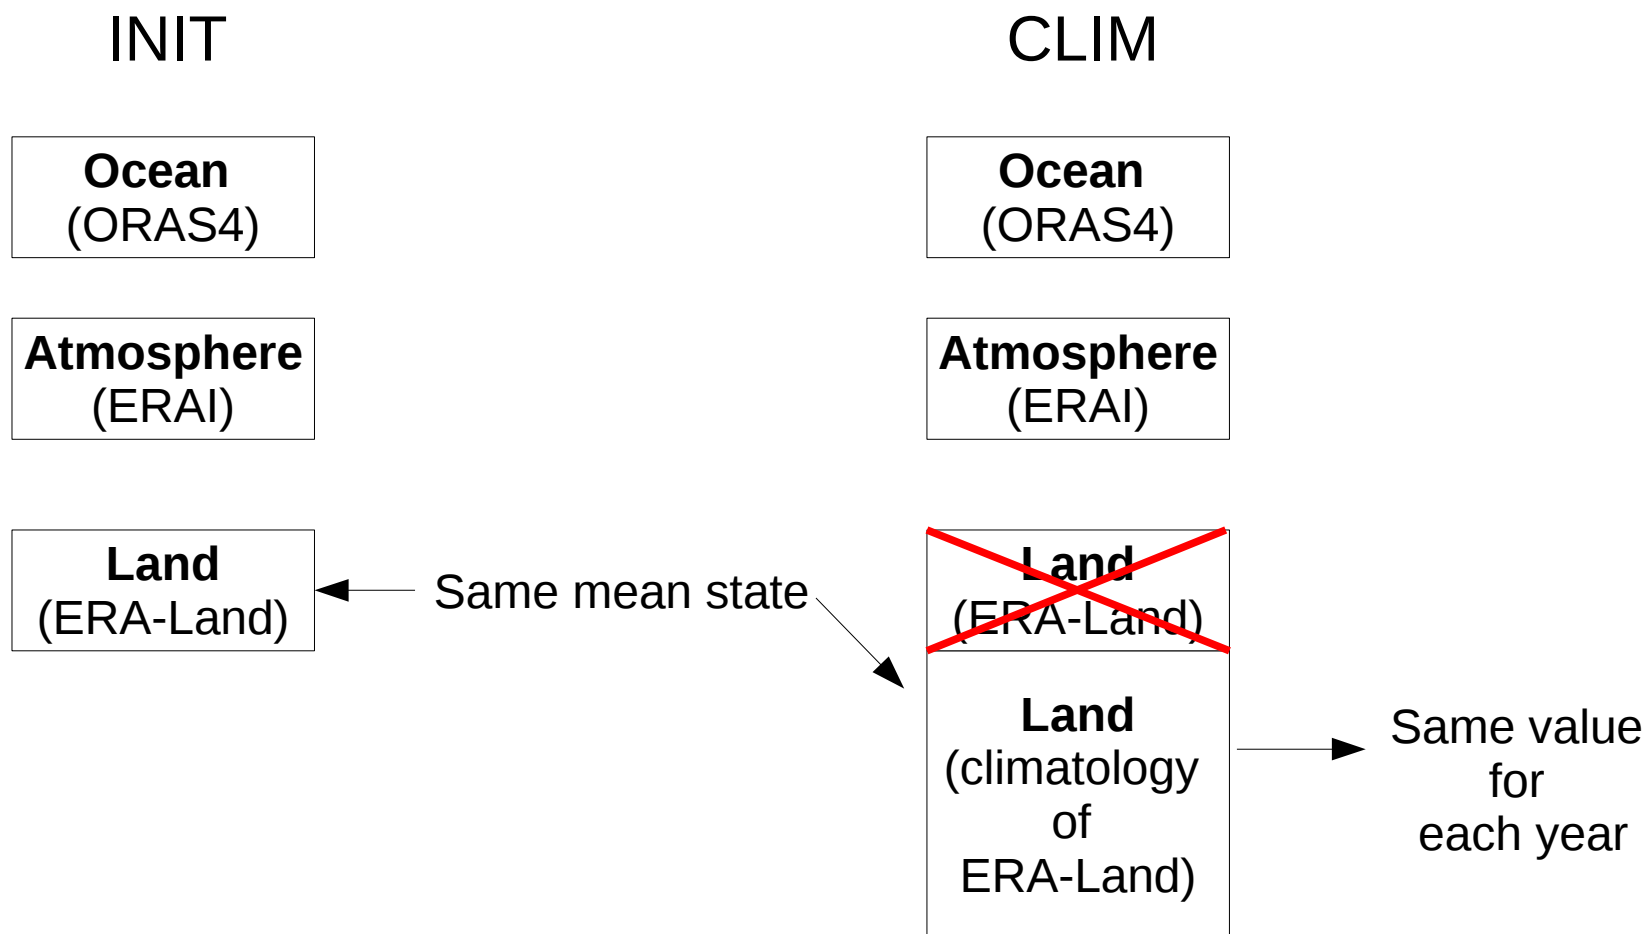 INIT
CLIM
Ocean
(ORAS4)
Ocean
(ORAS4)
Atmosphere
(ERAI)
Atmosphere
(ERAI)
Land
(ERA-Land)
Same mean state
Land
(ERA-Land)
Land
(climatology
of
ERA-Land)
Same value
for
each year